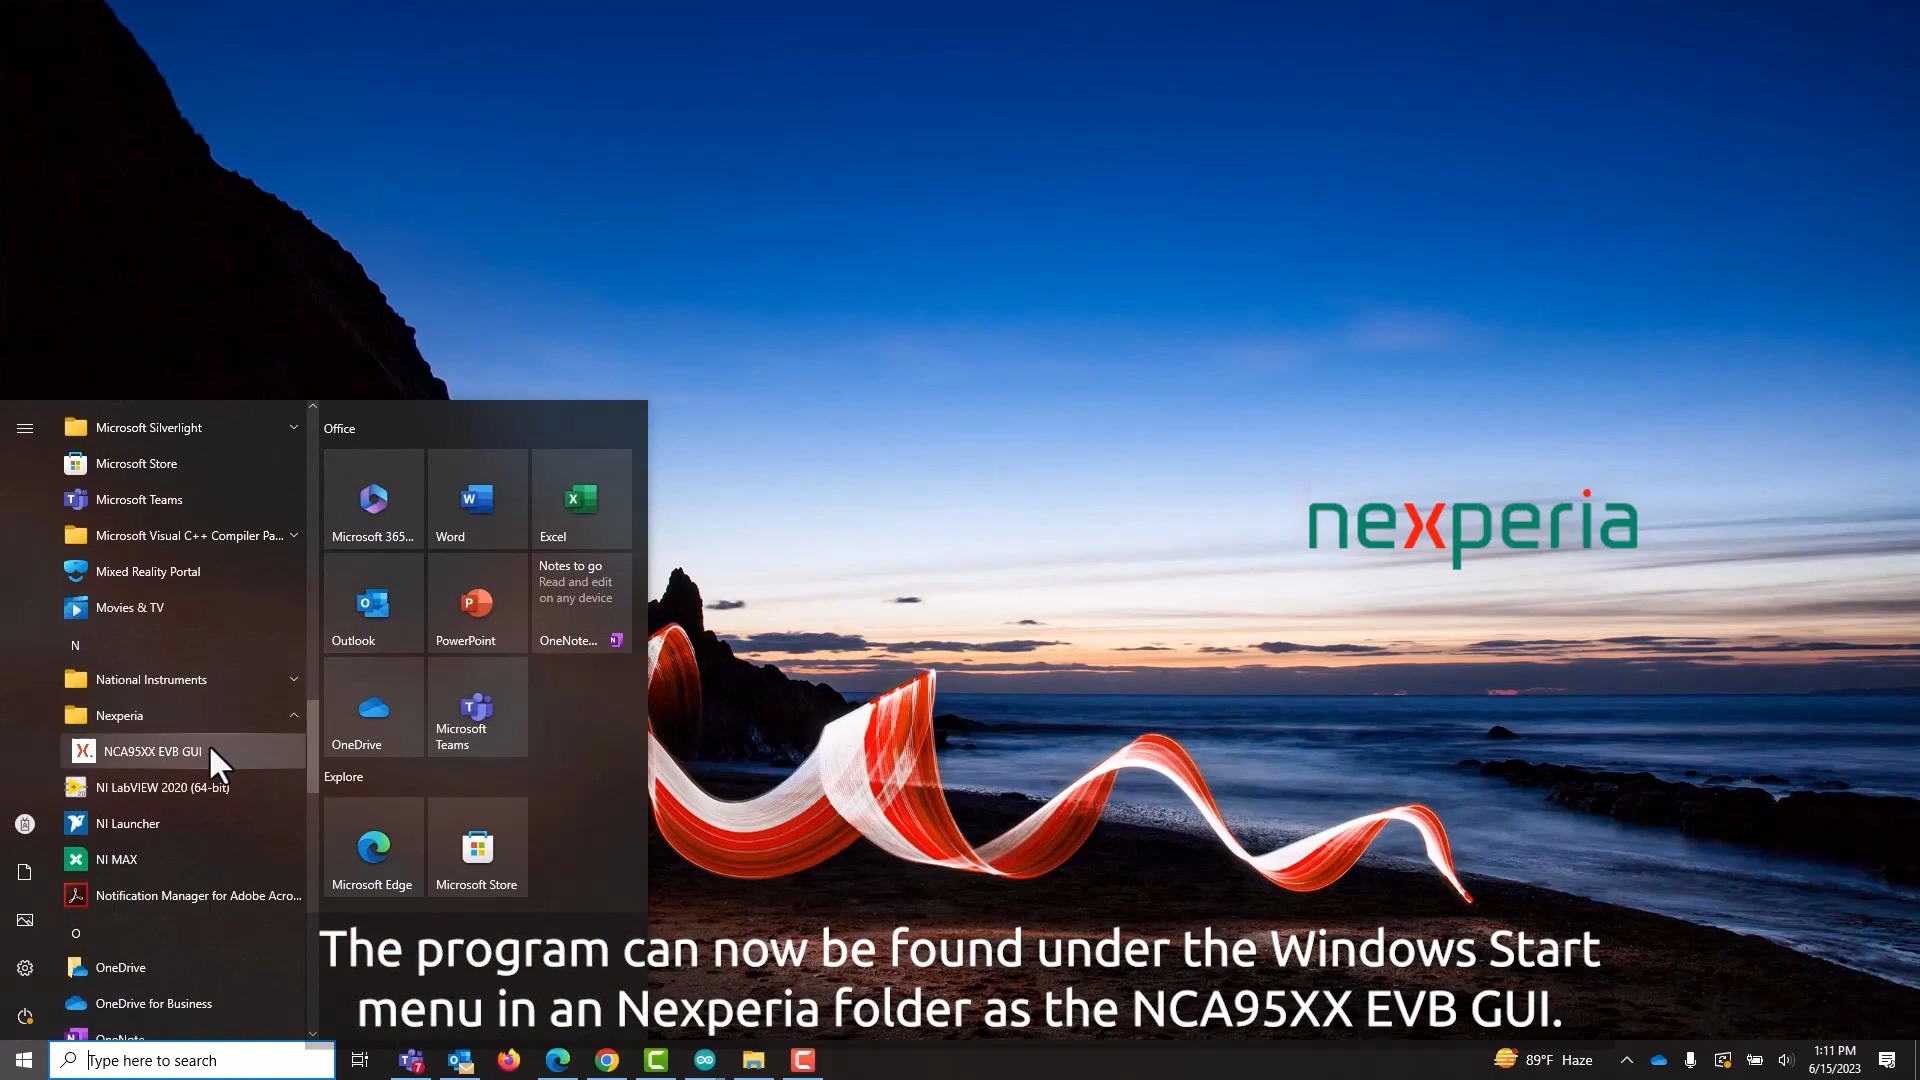 nexperia
Microsoft Silverlight
Microsoft Store
Microsoft Teams
Microsoft Visual C++ Compiler Pa...
Mixed Reality Portal
Movies & TV
N
National Instruments
Nexperia
NCA95XX EVB GUI
NI LabVIEW 2020 (64-bit)
NI Launcher
NI MAX
Notification Manager for Adobe Acro...
O
OneDrive
OneDrive for Business
OneNote
Office
Microsoft 365...
Word
Excel
Outlook
PowerPoint
Notes to go
Read and edit
on any device
OneNote...
OneDrive
Microsoft
Teams
Explore
Microsoft Edge
Microsoft Store
The program can now be found under the Windows Start
menu in an Nexperia folder as the NCA95XX EVB GUI.
Type here to search
7
89°F Haze
1:11 PM
6/15/2023